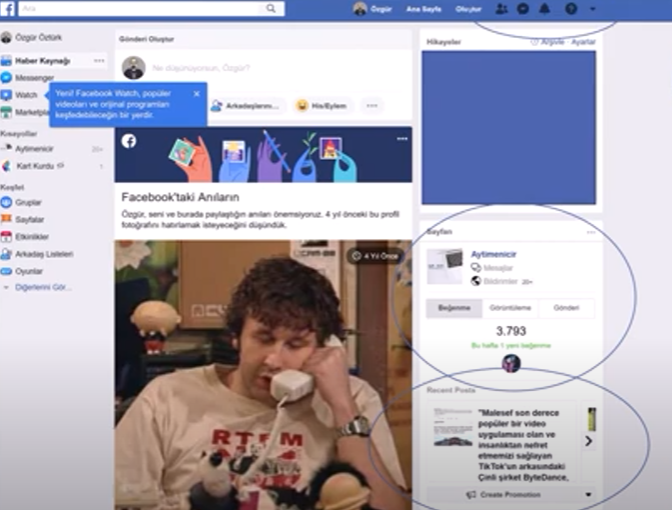 Ara
Özgür Ana Sayfa Oluştur
Özgür Öztürk
Haber Kaynağı
Messenger
Watch
Yeni! Facebook Watch, popüler
videoları ve orijinal programları
keşfedebileceğin bir yerdir.
Kısayollar
Aytimenicir 20+
Kart Kurdu 1
Keşfet
Gruplar
Sayfalar
Etkinlikler
Arkadaş Listeleri
Oyunlar
Diğerlerini Gör...
Gönderi Oluştur
Ne düşünüyorsun, Özgür?
Arkadaşlarını...
His/Eylem
Facebook'taki Anıların
Özgür, seni ve burada paylaştığın anıları önemsiyoruz. 4 yıl önceki bu profil
fotoğrafını hatırlamak isteyeceğini düşündük.
4 Yıl Önce
RTFM
Hikayeler
Arşivle · Ayarlar
Sayfan
Aytimenicir
Mesajlar
Bildirimler 20+
Beğenme Görüntüleme Gönderi
3.793
Bu hafta 1 yeni beğenme
Recent Posts
"Malesef son derece
popüler bir video
uygulaması olan ve
insanlıktan nefret
etmemizi sağlayan
TikTok'un arkasındaki
Çinli şirket ByteDance,
Create Promotion